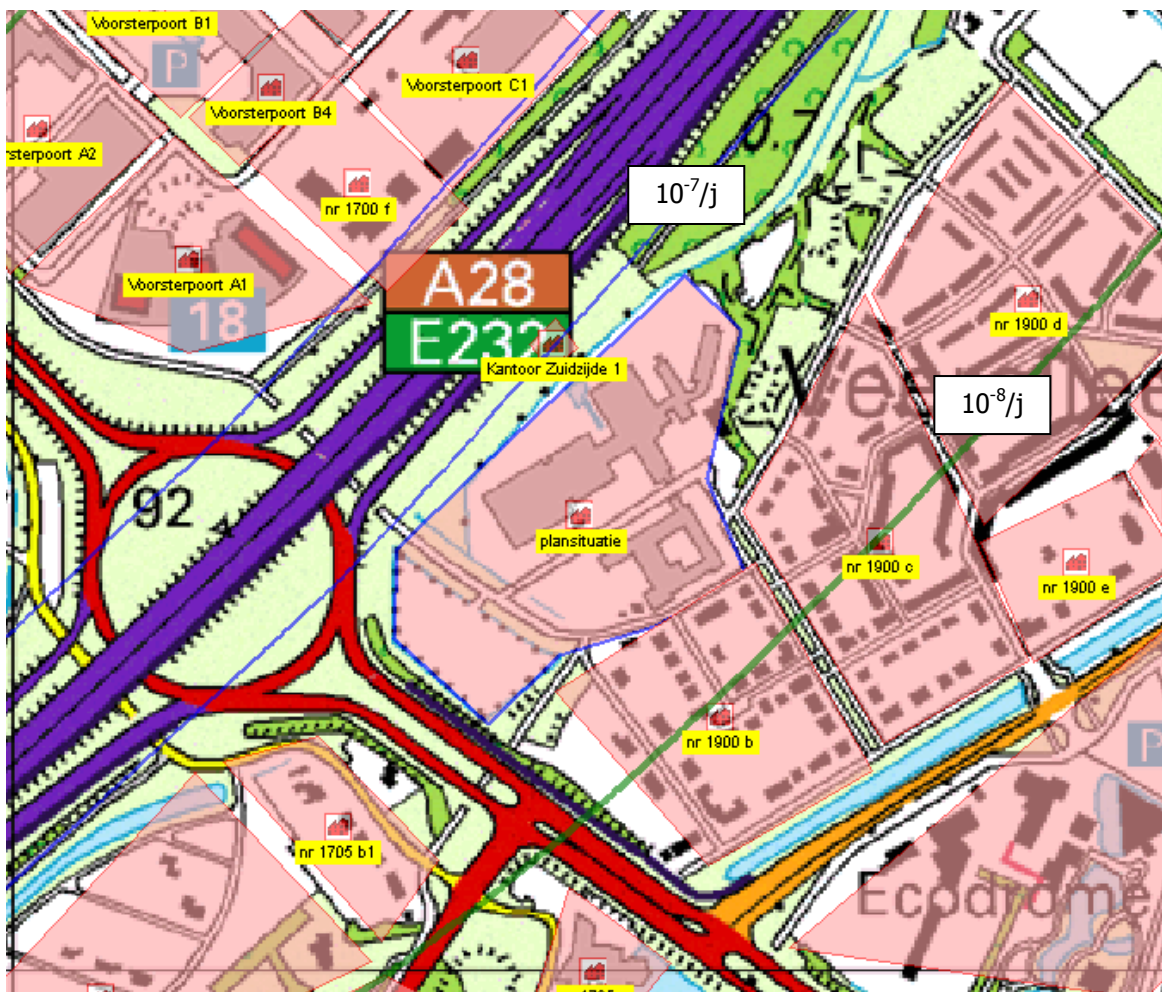 Voorsterpoort B1
P
Voorsterpoort C1
Voorsterpoort B4
rsterpoort A2
nr 1700 f
10⁻⁷/j
Voorsterpoort A1
18
A28
E232
Kantoor Zuidzijde 1
nr 1900 d
10⁻⁸/j
92
plansituatie
nr 1900 c
nr 1900 e
nr 1900 b
P
nr 1705 b1
Ecodrome